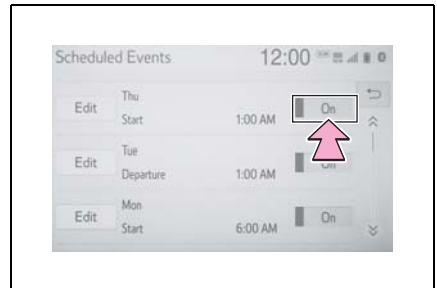 Scheduled Events 12:00
Edit Thu Start 1:00 AM On
Edit Tue Departure 1:00 AM
Edit Mon Start 6:00 AM On